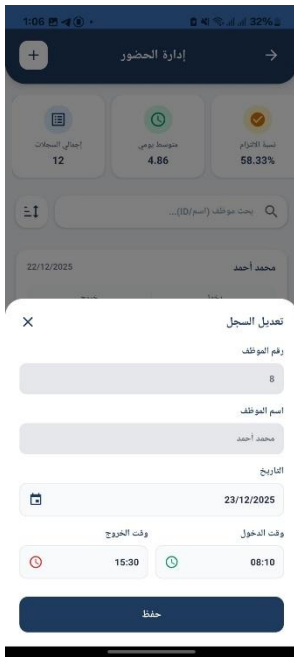 1:06 32%
إدارة الحضور
نسبة الالتزام
58.33%
متوسط يومي
4.86
إجمالي السجلات
12
بحث موظف (اسم/ID)...
محمد أحمد 22/12/2025
تعديل السجل
رقم الموظف
8
اسم الموظف
محمد أحمد
التاريخ
23/12/2025
وقت الدخول وقت الخروج
08:10 15:30
حفظ